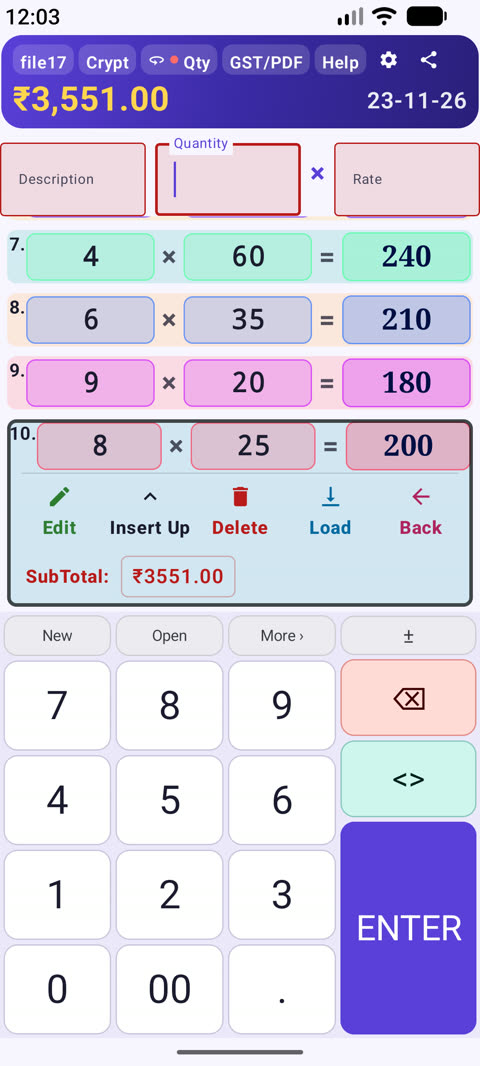 12:03
file17 Crypt Qty GST/PDF Help
₹3,551.00 23-11-26
Description Quantity × Rate
7. 4 × 60 = 240
8. 6 × 35 = 210
9. 9 × 20 = 180
10. 8 × 25 = 200
Edit Insert Up Delete Load Back
SubTotal: ₹3551.00
New Open More › ±
7 8 9
4 5 6 <>
1 2 3 ENTER
0 00 .